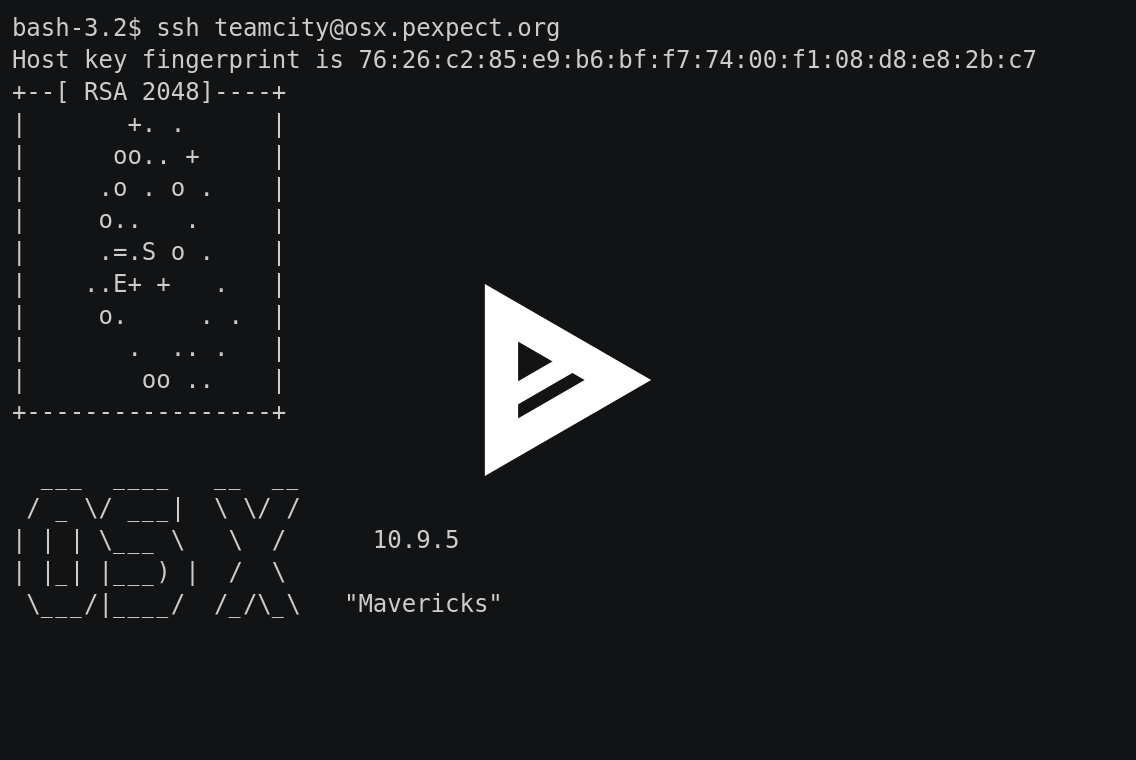 bash-3.2$ ssh teamcity@osx.pexpect.org
Host key fingerprint is 76:26:c2:85:e9:b6:bf:f7:74:00:f1:08:d8:e8:2b:c7
+--[ RSA 2048]----+
|       +. .      |
|      oo.. +     |
|     .o . o .    |
|     o..   .     |
|     .=.S o .    |
|    ..E+ +   .   |
|     o.     . .  |
|       .  .. .   |
|        oo ..    |
+-----------------+
  ___  ____   __  __
 / _ \/ ___|  \ \/ /
| | | \___ \   \  /      10.9.5
| |_| |___) |  /  \
 \___/|____/  /_/\_\   "Mavericks"